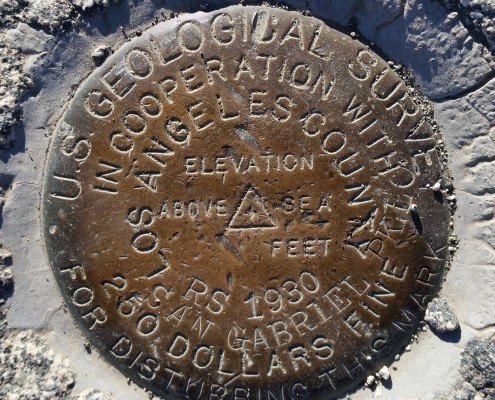 U.S. GEOLOGICAL SURVEY
IN COOPERATION WITH
LOS ANGELES COUNTY
ELEVATION
ABOVE SEA
FEET
RS 1930
SAN GABRIEL
250 DOLLARS FINE
FOR DISTURBING THIS MARK